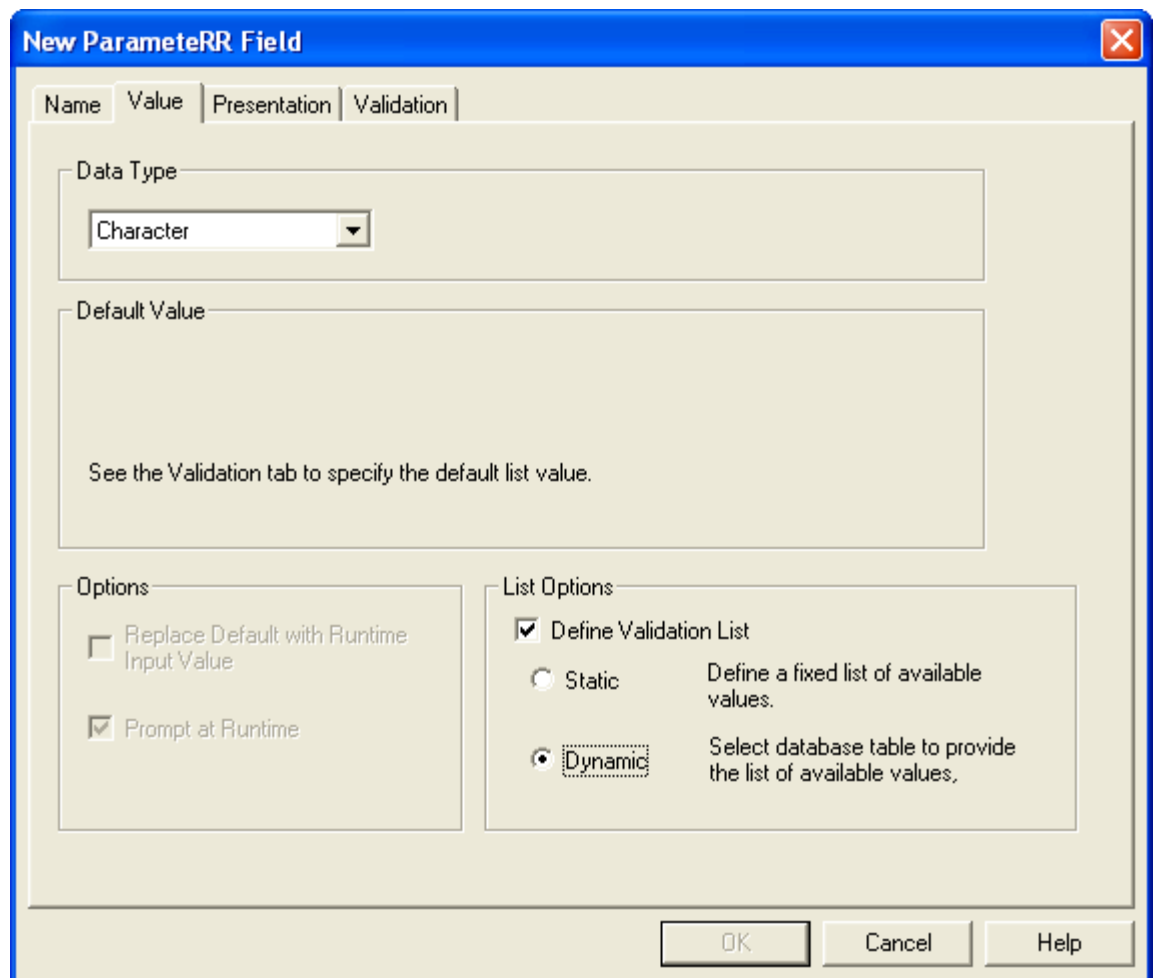 New ParameteRR Field
Name Value Presentation Validation
Data Type
Character
Default Value
See the Validation tab to specify the default list value.
Options
Replace Default with Runtime
Input Value
Prompt at Runtime
List Options
Define Validation List
Static
Define a fixed list of available
values.
Dynamic
Select database table to provide
the list of available values,
OK Cancel Help